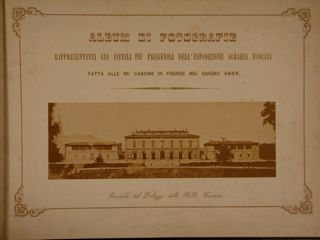 ALBUM DI FOTOGRAFIE
RAPPRESENTANTI GLI ANIMALI PIÙ PREGEVOLI DELL'ESPOSIZIONE AGRARIA TOSCANA
FATTA ALLE RR. CASCINE DI FIRENZE NEL GIUGNO
Facciata del Palazzo delle RR. Cascine